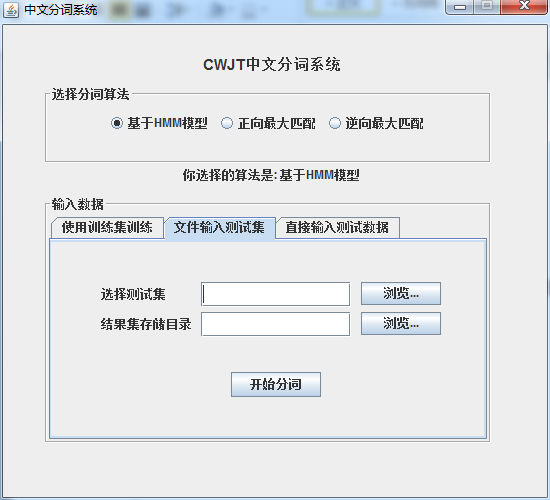 中文分词系统
CWJT中文分词系统
选择分词算法
基于HMM模型 正向最大匹配 逆向最大匹配
你选择的算法是:基于HMM模型
输入数据
使用训练集训练 文件输入测试集 直接输入测试数据
选择测试集 浏览...
结果集存储目录 浏览...
开始分词